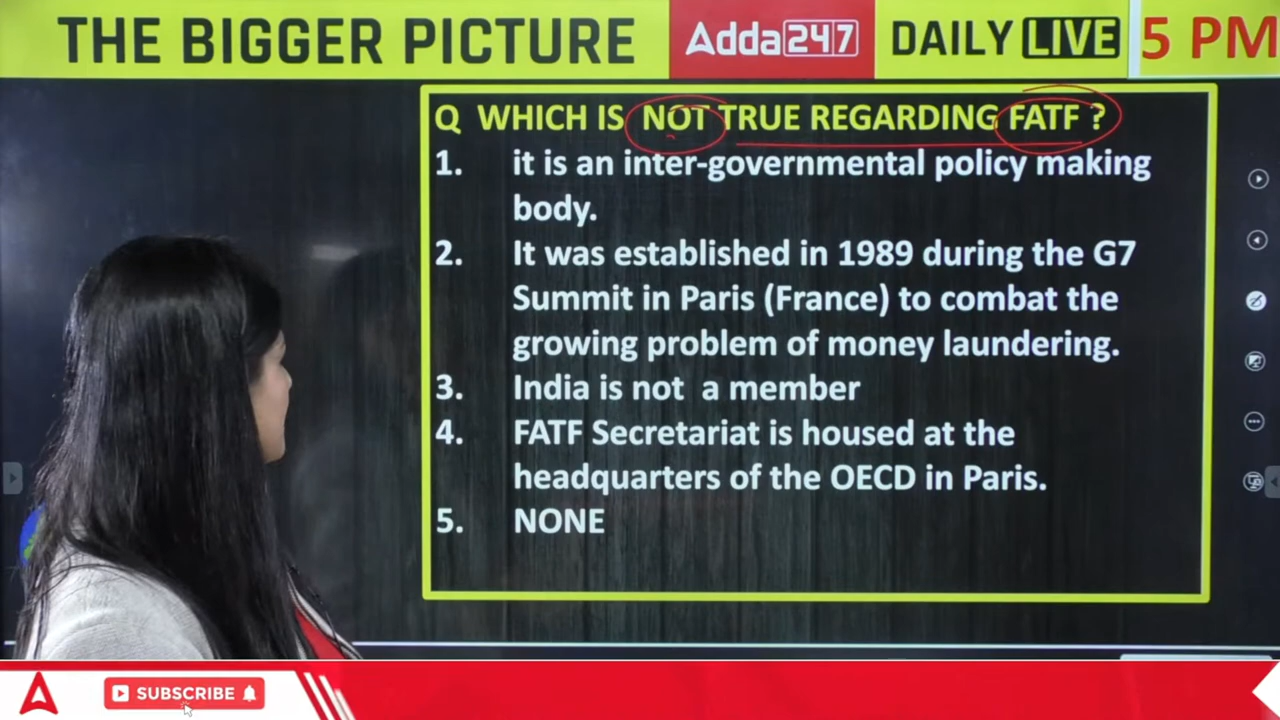 THE BIGGER PICTURE
Adda247
DAILY LIVE
5 PM
Q WHICH IS NOT TRUE REGARDING FATF ?
1. it is an inter-governmental policy making
body.
2. It was established in 1989 during the G7
Summit in Paris (France) to combat the
growing problem of money laundering.
3. India is not a member
4. FATF Secretariat is housed at the
headquarters of the OECD in Paris.
5. NONE
SUBSCRIBE